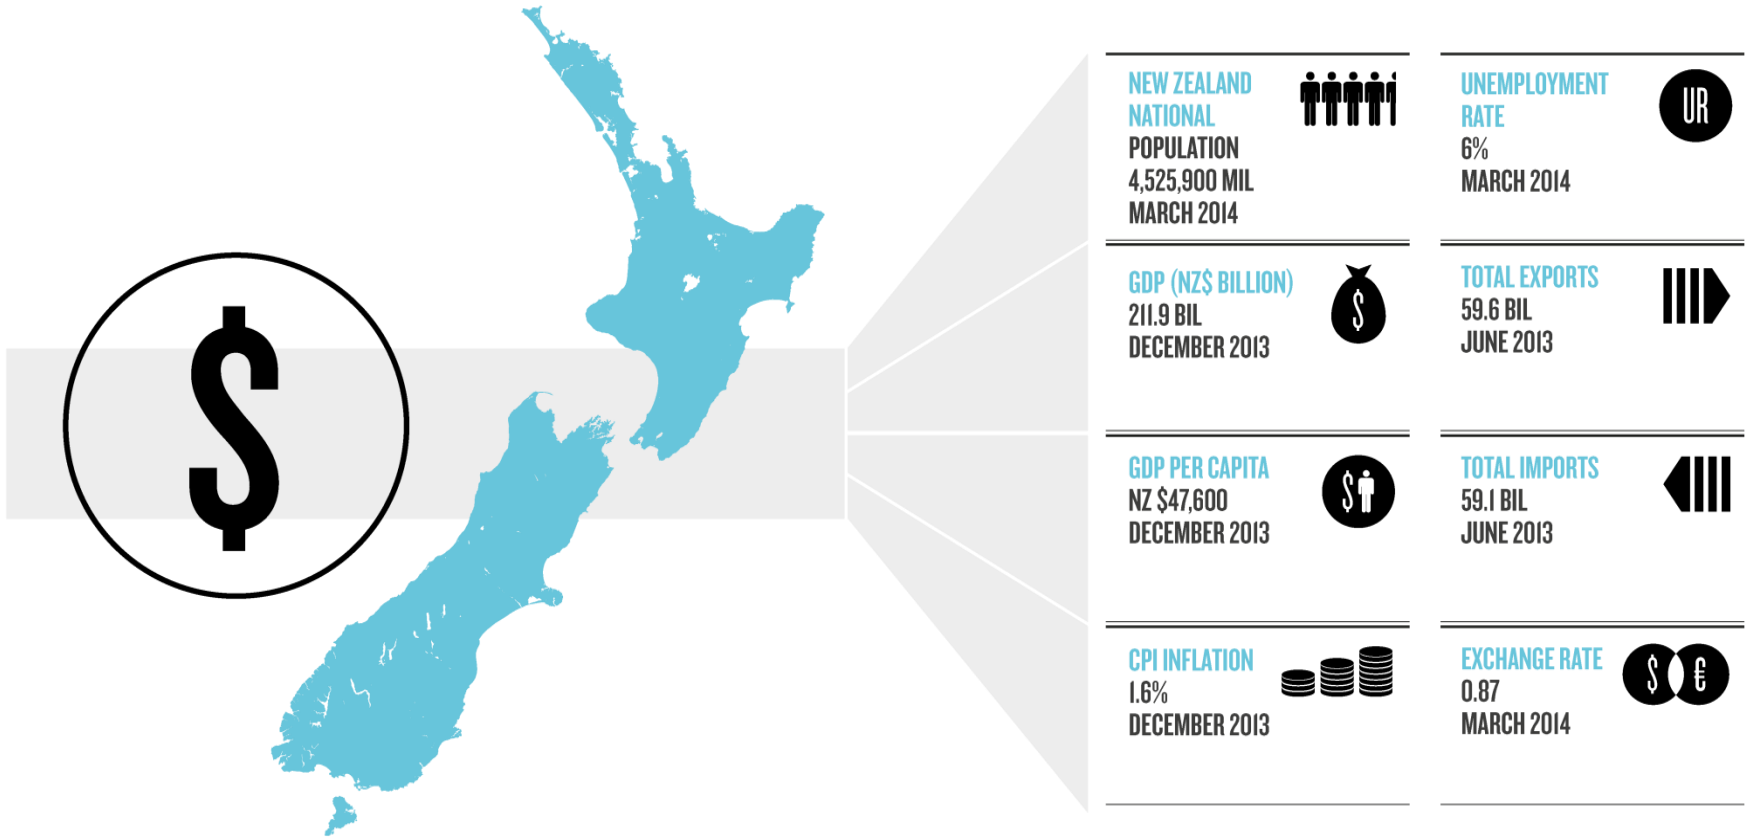 $
NEW ZEALAND
NATIONAL
POPULATION
4,525,900 MIL
MARCH 2014
UNEMPLOYMENT
RATE
6%
MARCH 2014
UR
GDP (NZ$ BILLION)
211.9 BIL
DECEMBER 2013
$
TOTAL EXPORTS
59.6 BIL
JUNE 2013
GDP PER CAPITA
NZ $47,600
DECEMBER 2013
$
TOTAL IMPORTS
59.1 BIL
JUNE 2013
CPI INFLATION
1.6%
DECEMBER 2013
EXCHANGE RATE
0.87
MARCH 2014
$ €